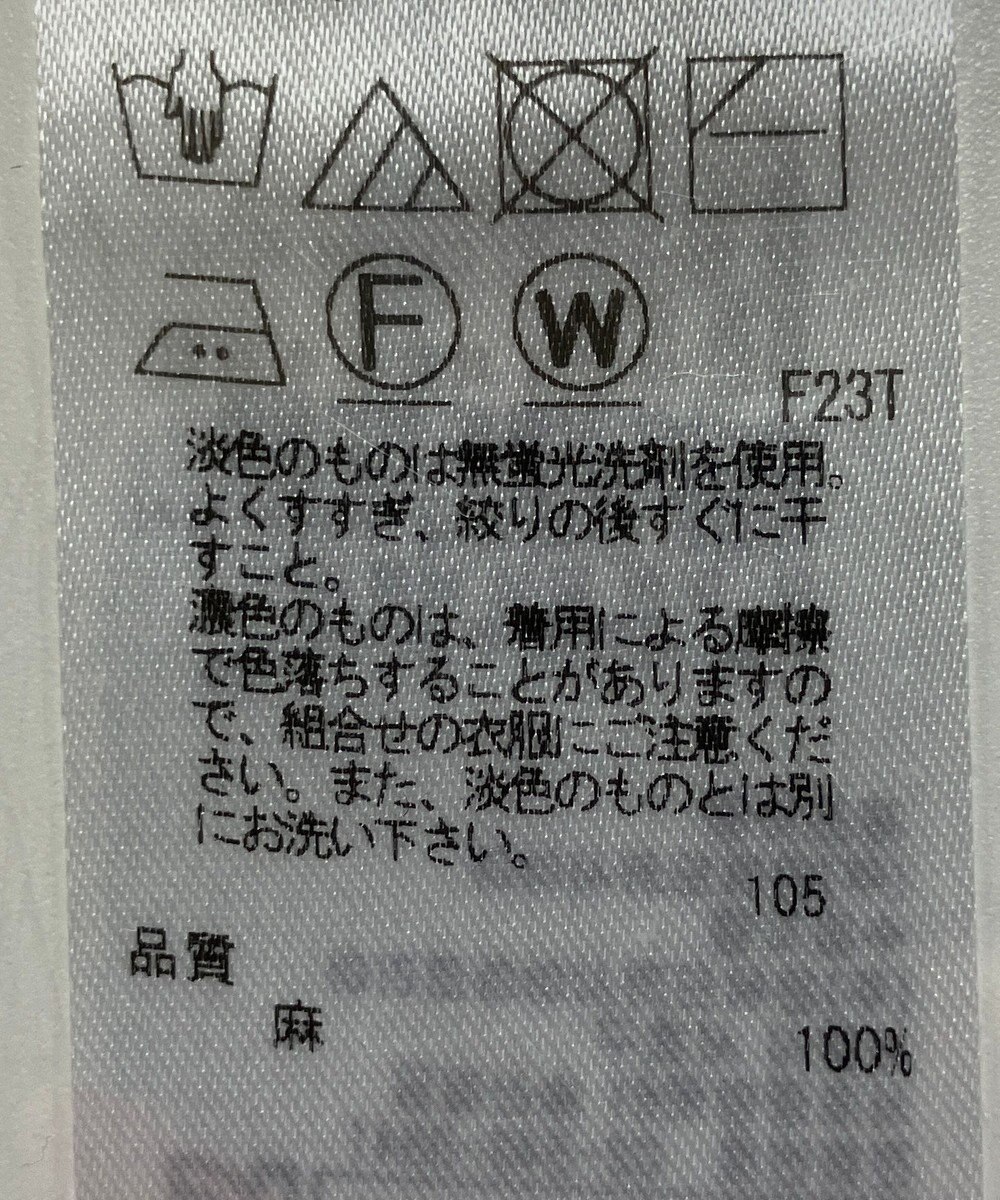 F
W
F23T
淡色のものは無蛍光洗剤を使用。
よくすすぎ、絞りの後すぐに干
すこと。
濃色のものは、着用による摩擦
で色落ちすることがありますの
で、組合せの衣服にご注意くだ
さい。また、淡色のものとは別
にお洗い下さい。
105
品質
麻 100%